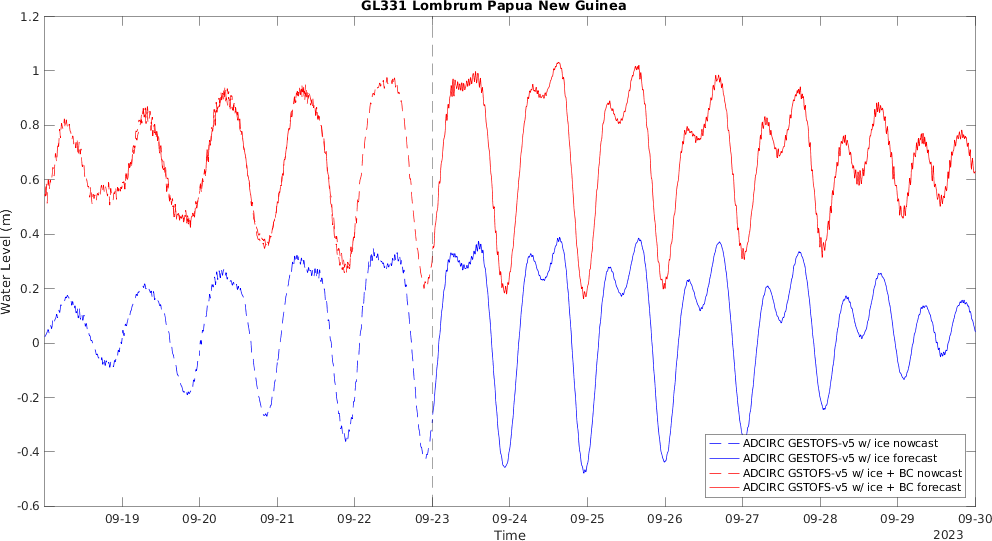 GL331 Lombrum Papua New Guinea
Water Level (m)
1.2
1
0.8
0.6
0.4
0.2
0
-0.2
-0.4
-0.6
ADCIRC GESTOFS-v5 w/ ice nowcast
ADCIRC GESTOFS-v5 w/ ice forecast
ADCIRC GSTOFS-v5 w/ ice + BC nowcast
ADCIRC GSTOFS-v5 w/ ice + BC forecast
09-19 09-20 09-21 09-22 09-23 09-24 09-25 09-26 09-27 09-28 09-29 09-30
Time
2023